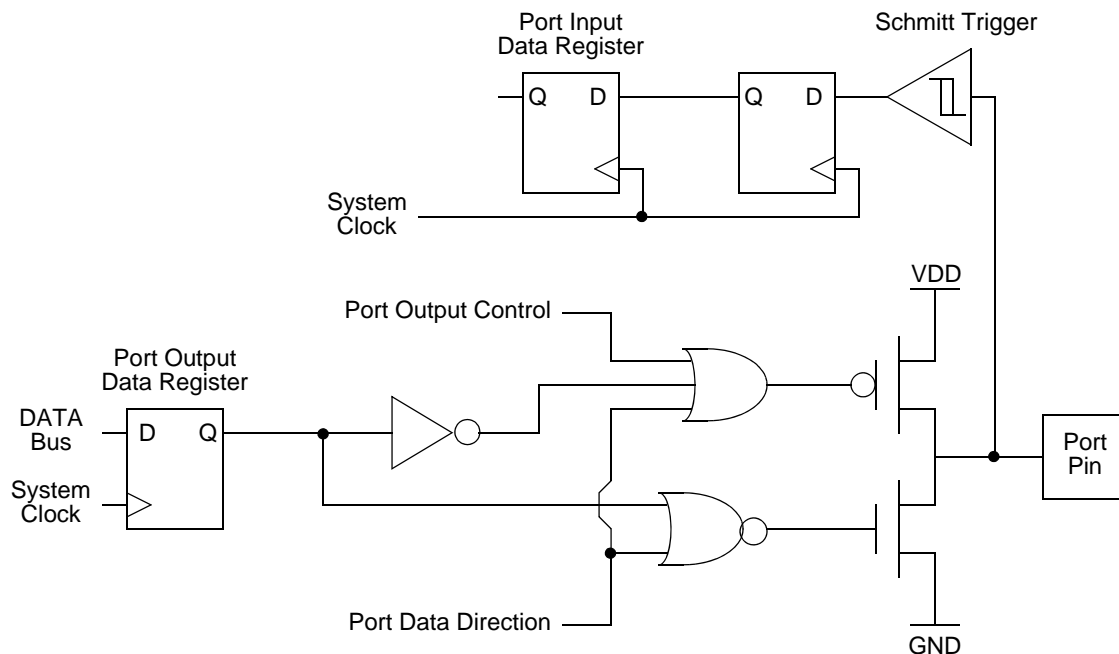 Port Input
Data Register
Schmitt Trigger
Q D
Q D
System
Clock
VDD
Port Output Control
Port Output
Data Register
DATA
Bus
D Q
System
Clock
Port
Pin
Port Data Direction
GND